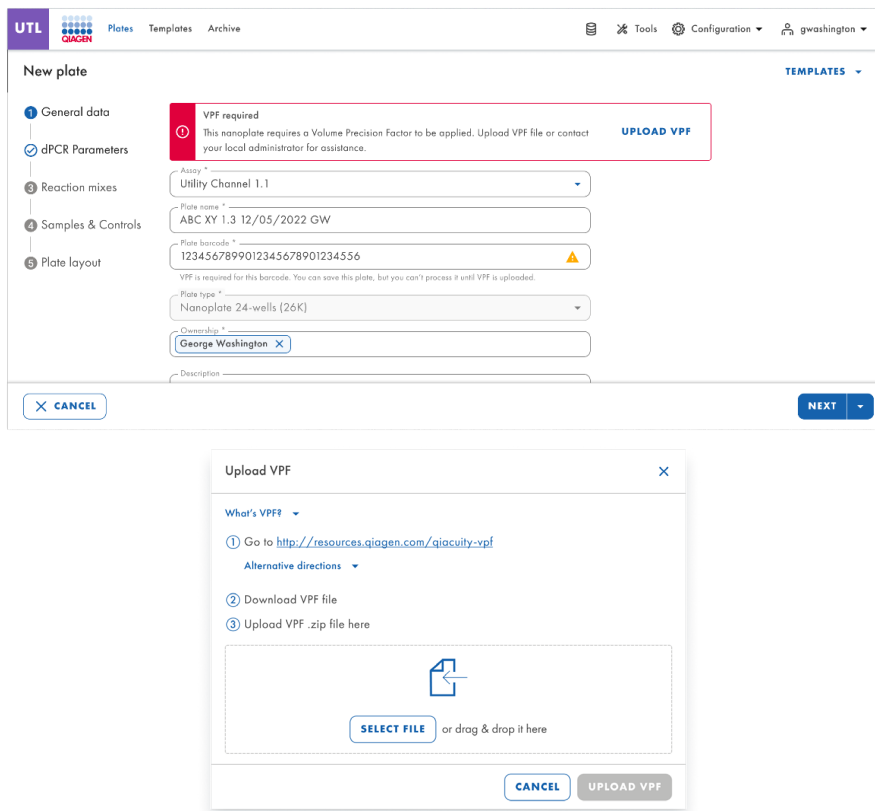 UTL QIAGEN Plates Templates Archive Tools Configuration gwashington
New plate TEMPLATES
1 General data
dPCR Parameters
3 Reaction mixes
4 Samples & Controls
5 Plate layout
VPF required
This nanoplate requires a Volume Precision Factor to be applied. Upload VPF file or contact
your local administrator for assistance.
UPLOAD VPF
Assay *
Utility Channel 1.1
Plate name *
ABC XY 1.3 12/05/2022 GW
Plate barcode *
1234567899012345678901234556
VPF is required for this barcode. You can save this plate, but you can't process it until VPF is uploaded.
Plate type *
Nanoplate 24-wells (26K)
Ownership *
George Washington
Description
CANCEL NEXT
Upload VPF
What's VPF?
1 Go to http://resources.qiagen.com/qiacuity-vpf
Alternative directions
2 Download VPF file
3 Upload VPF .zip file here
SELECT FILE or drag & drop it here
CANCEL UPLOAD VPF